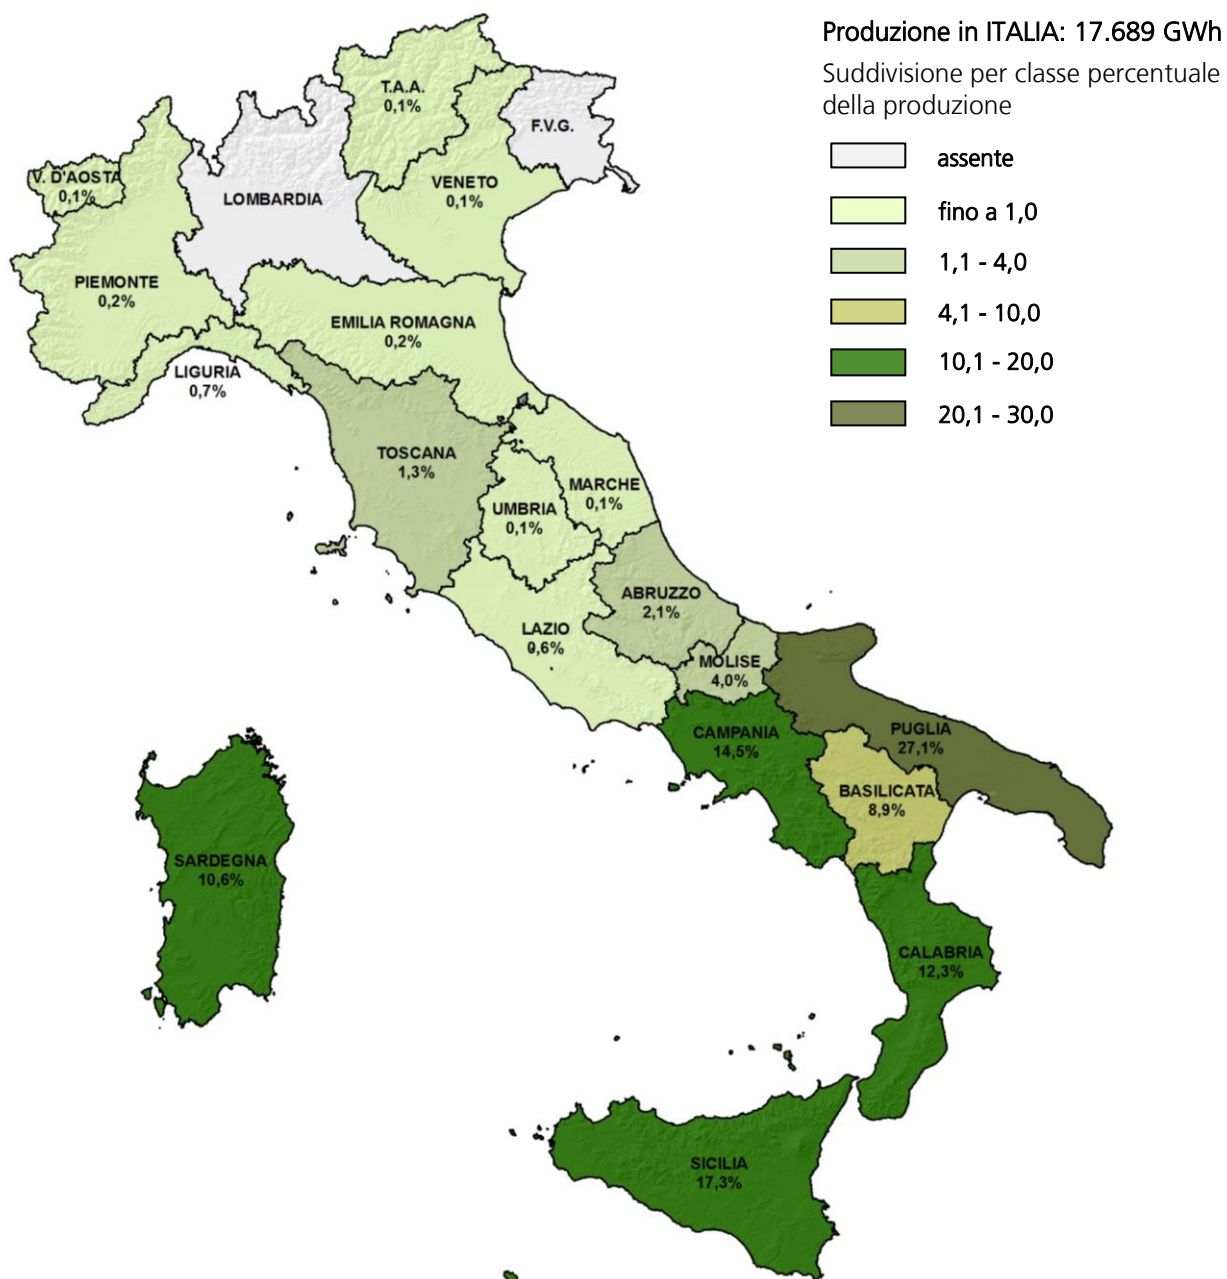 Produzione in ITALIA: 17.689 GWh
Suddivisione per classe percentuale
della produzione
assente
fino a 1,0
1,1 - 4,0
4,1 - 10,0
10,1 - 20,0
20,1 - 30,0
T.A.A.
0,1%
F.V.G.
V. D'AOSTA
0,1%
LOMBARDIA
VENETO
0,1%
PIEMONTE
0,2%
EMILIA ROMAGNA
0,2%
LIGURIA
0,7%
TOSCANA
1,3%
MARCHE
0,1%
UMBRIA
0,1%
ABRUZZO
2,1%
LAZIO
0,6%
MOLISE
4,0%
CAMPANIA
14,5%
PUGLIA
27,1%
BASILICATA
8,9%
SARDEGNA
10,6%
CALABRIA
12,3%
SICILIA
17,3%